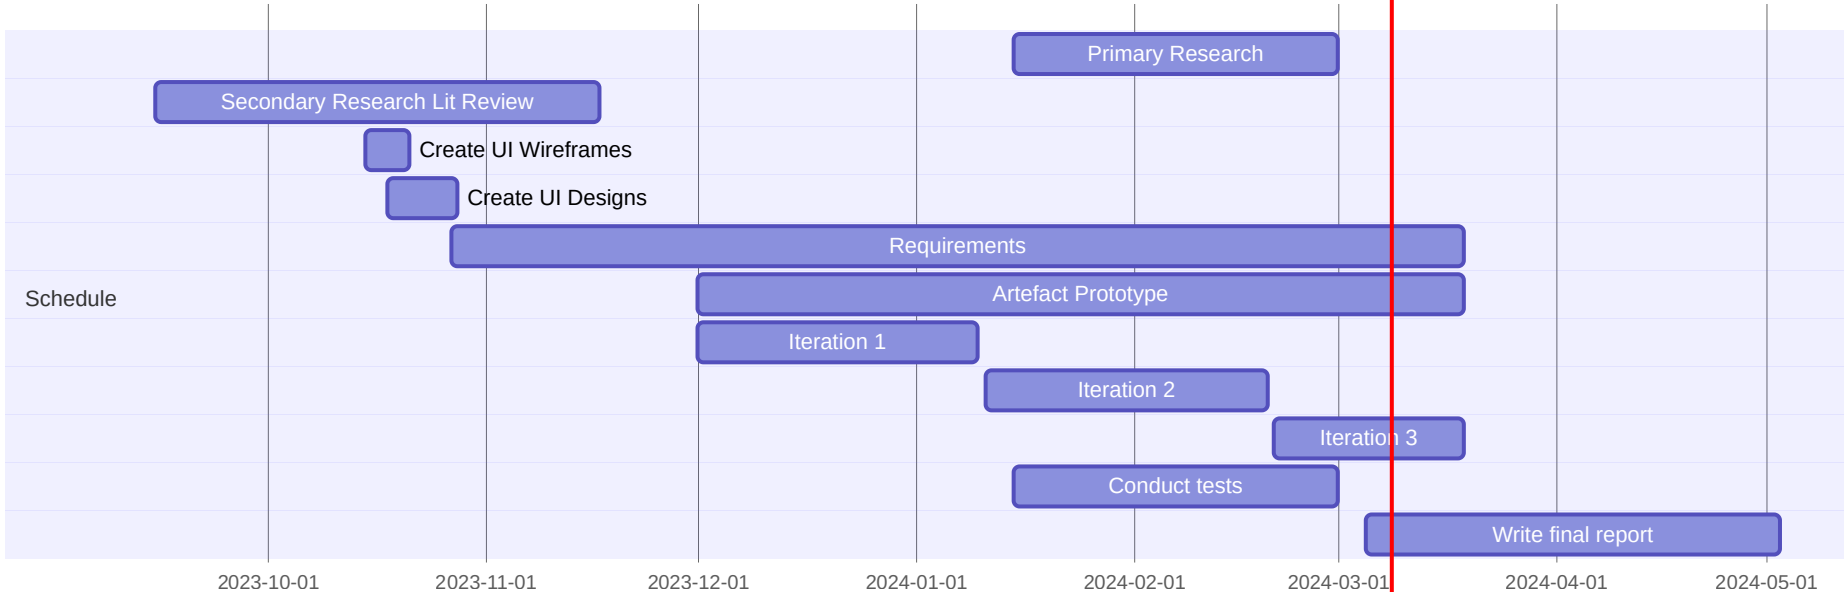 Primary Research
Secondary Research Lit Review
Create UI Wireframes
Create UI Designs
Requirements
Schedule
Artefact Prototype
Iteration 1
Iteration 2
Iteration 3
Conduct tests
Write final report
2023-10-01
2023-11-01
2023-12-01
2024-01-01
2024-02-01
2024-03-01
2024-04-01
2024-05-01